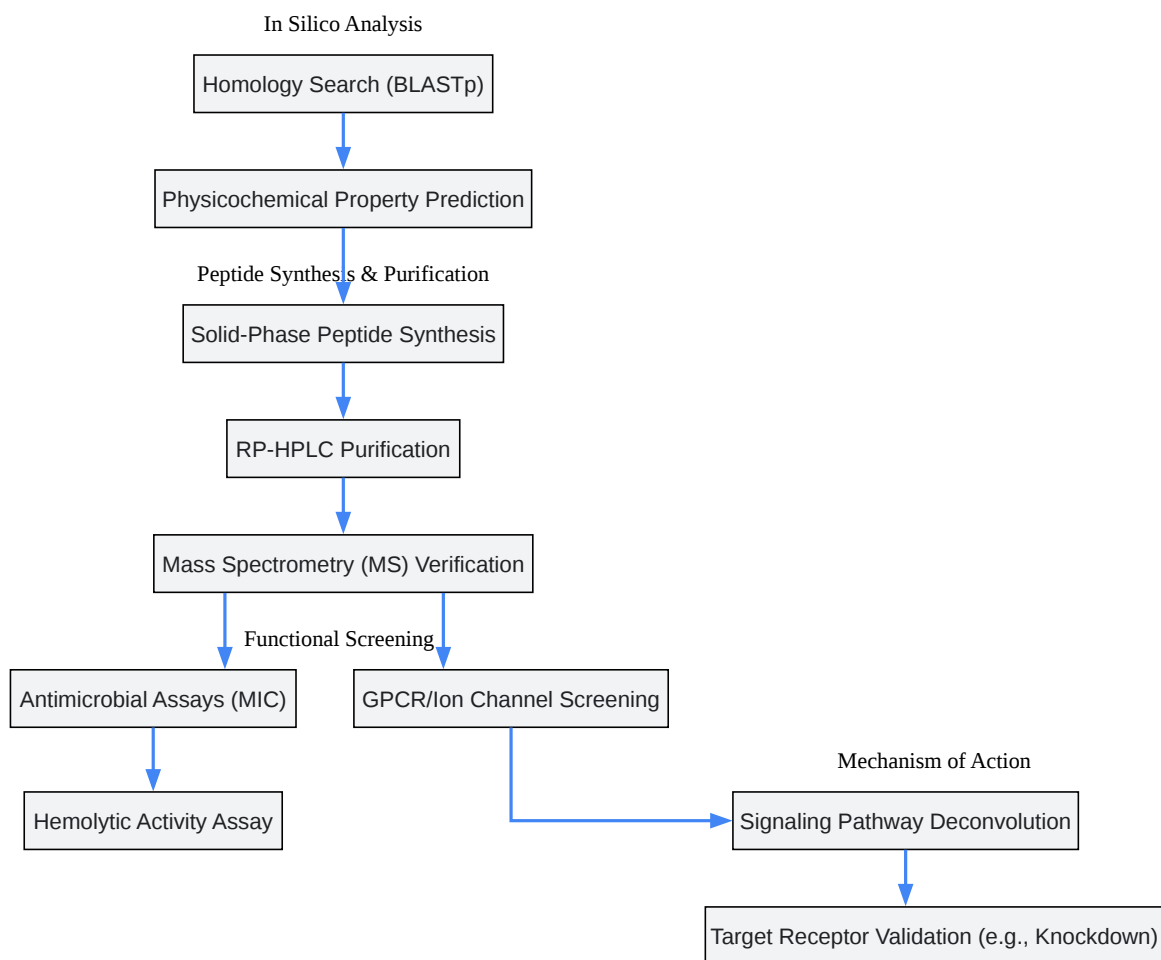 In Silico Analysis
Homology Search (BLASTp)
Physicochemical Property Prediction
Peptide Synthesis & Purification
Solid-Phase Peptide Synthesis
RP-HPLC Purification
Mass Spectrometry (MS) Verification
Functional Screening
Antimicrobial Assays (MIC)
GPCR/Ion Channel Screening
Mechanism of Action
Hemolytic Activity Assay
Signaling Pathway Deconvolution
Target Receptor Validation (e.g., Knockdown)